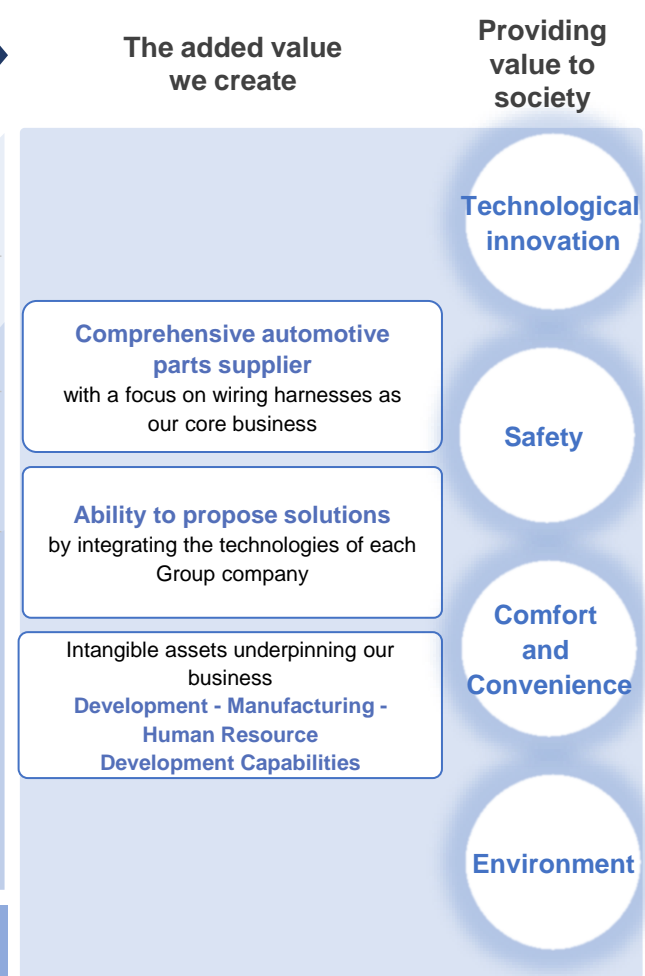 The added value
we create
Providing
value to
society
Comprehensive automotive
parts supplier
with a focus on wiring harnesses as
our core business
Ability to propose solutions
by integrating the technologies of each
Group company
Intangible assets underpinning our
business
Development - Manufacturing -
Human Resource
Development Capabilities
Technological
innovation
Safety
Comfort
and
Convenience
Environment